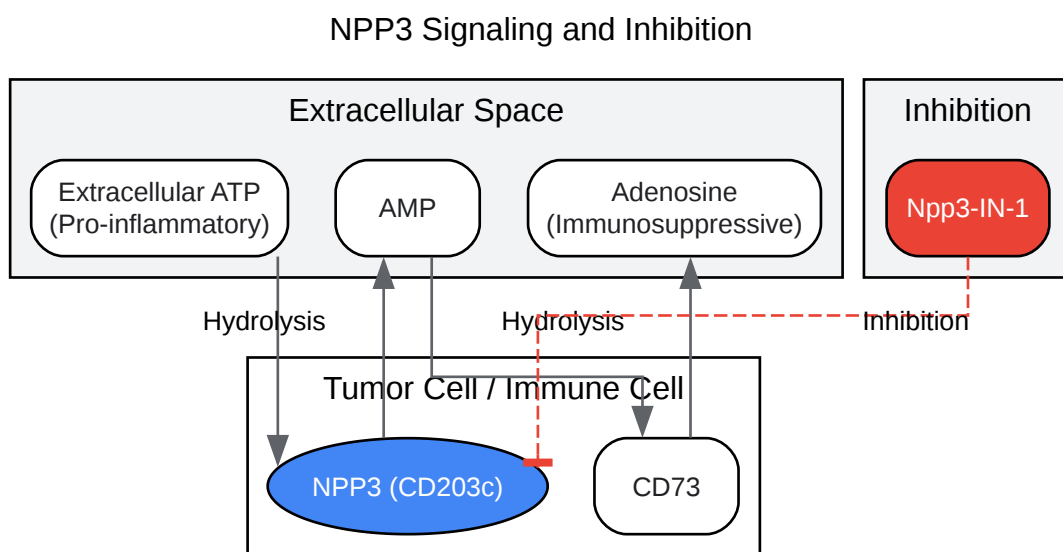 NPP3 Signaling and Inhibition
Extracellular Space
Inhibition
Extracellular ATP
(Pro-inflammatory)
AMP
Adenosine
(Immunosuppressive)
Npp3-IN-1
Hydrolysis
Hydrolysis
Inhibition
Tumor Cell / Immune Cell
NPP3 (CD203c)
CD73